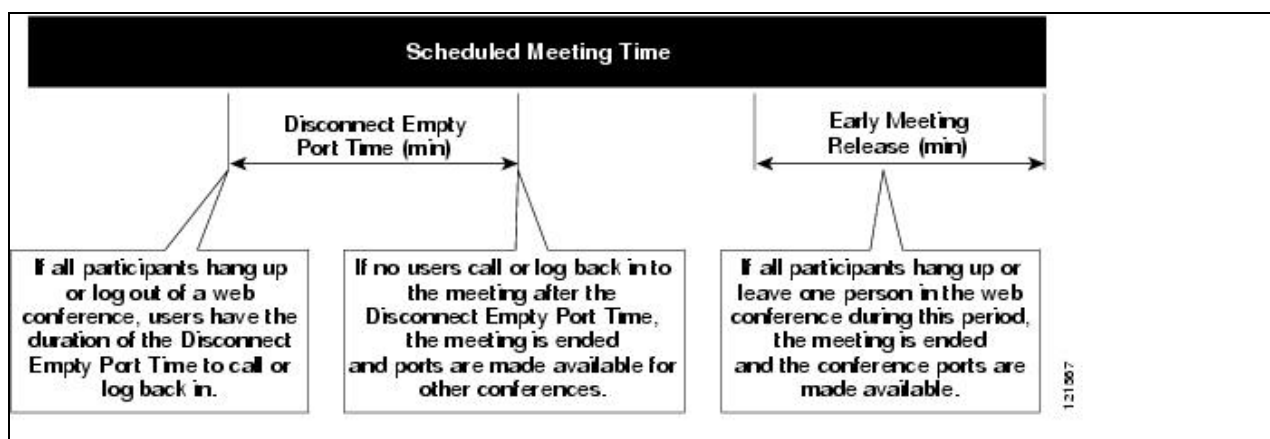 Scheduled Meeting Time
Disconnect Empty
Port Time (min)
Early Meeting
Release (min)
If all participants hang up
or log out of a web
conference, users have the
duration of the Disconnect
Empty Port Time to call or
log back in.
If no users call or log back in to
the meeting after the
Disconnect Empty Port Time,
the meeting is ended
and ports are made available for
other conferences.
If all participants hang up or
leave one person in the web
conference during this period,
the meeting is ended
and the conference ports are
made available.
121567